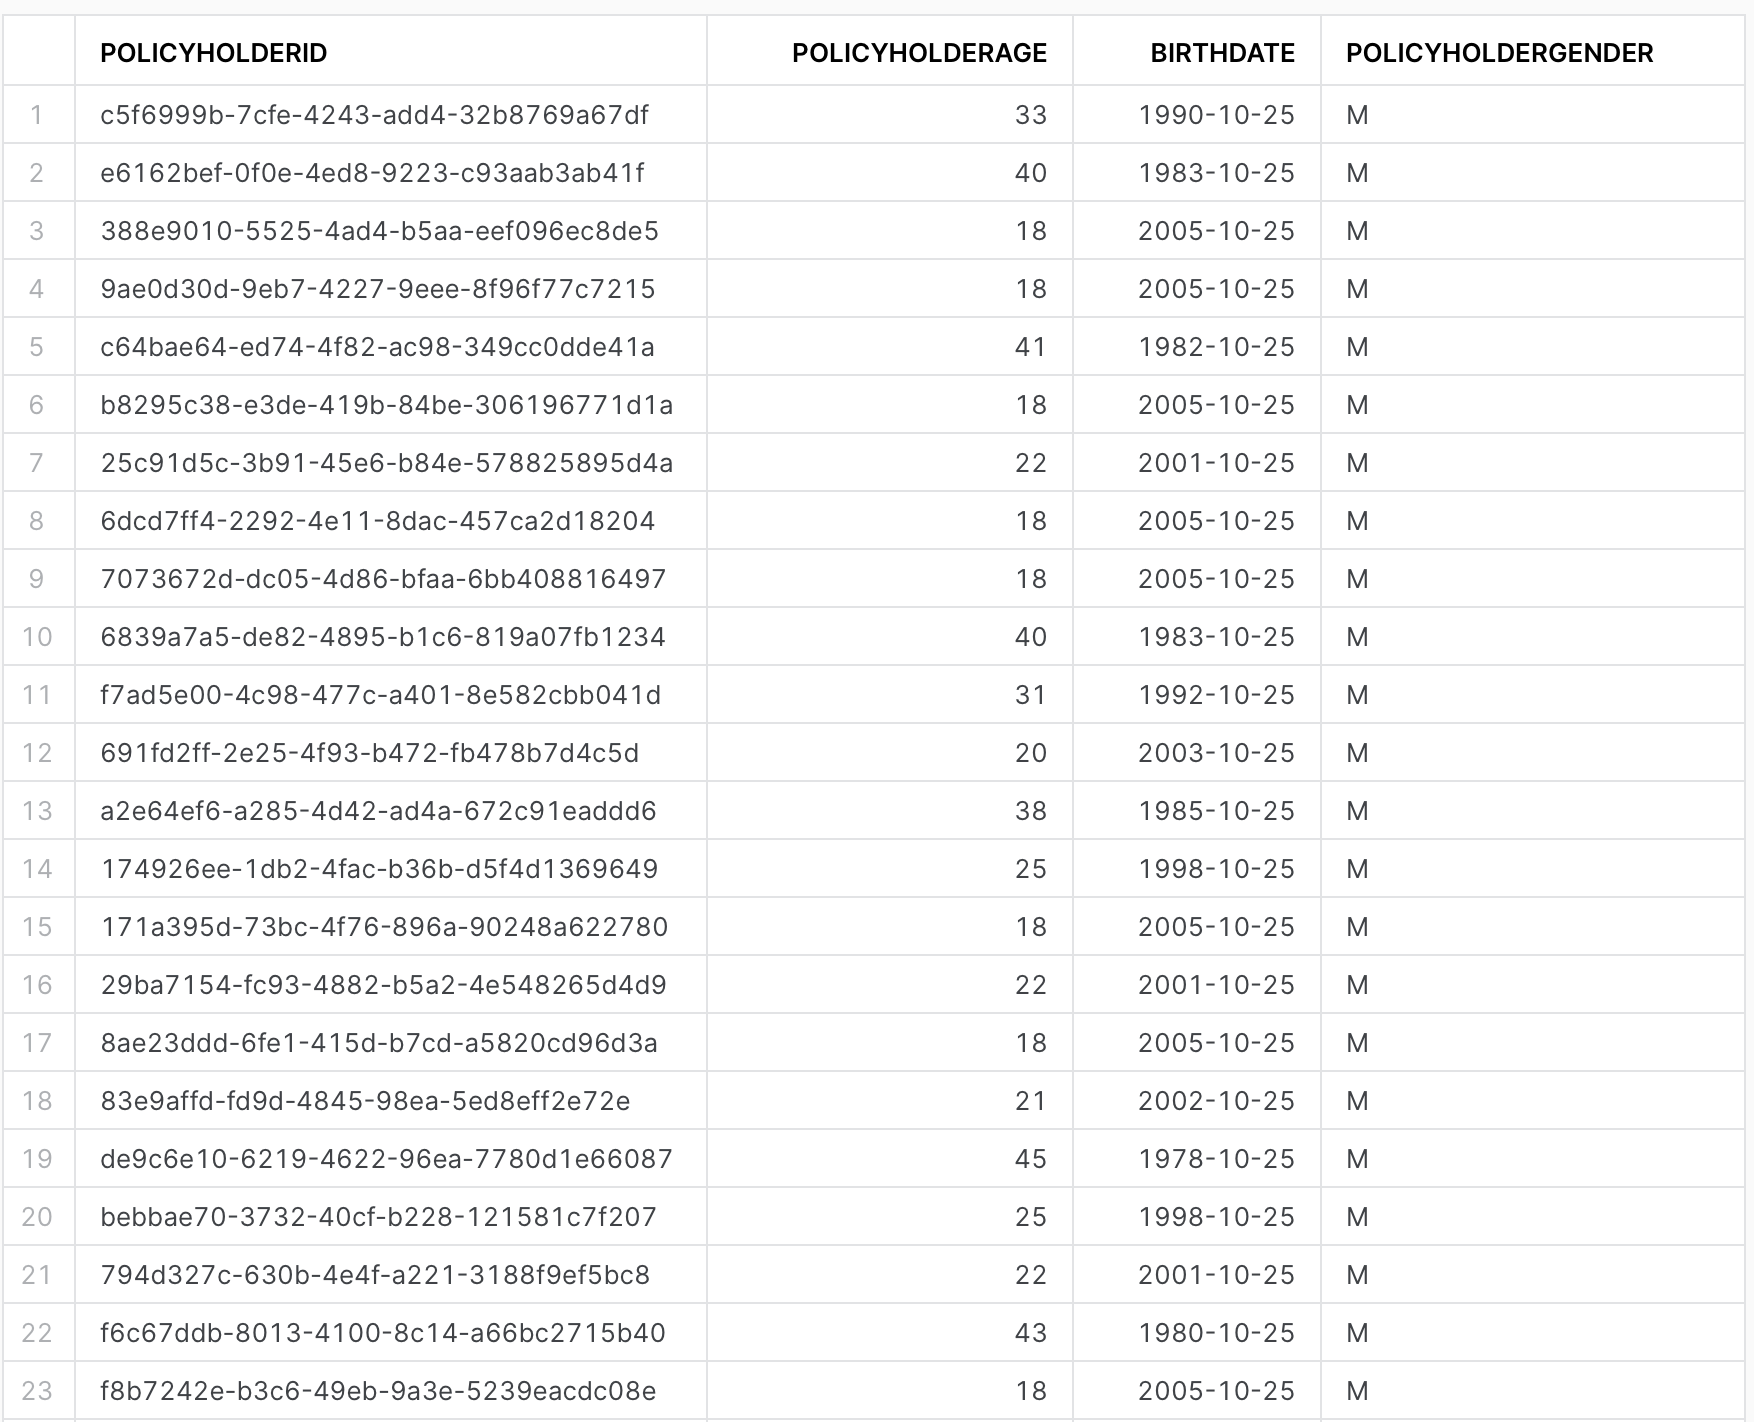 POLICYHOLDERID POLICYHOLDERAGE BIRTHDATE POLICYHOLDERGENDER
1 c5f6999b-7cfe-4243-add4-32b8769a67df 33 1990-10-25 M
2 e6162bef-0f0e-4ed8-9223-c93aab3ab41f 40 1983-10-25 M
3 388e9010-5525-4ad4-b5aa-eef096ec8de5 18 2005-10-25 M
4 9ae0d30d-9eb7-4227-9eee-8f96f77c7215 18 2005-10-25 M
5 c64bae64-ed74-4f82-ac98-349cc0dde41a 41 1982-10-25 M
6 b8295c38-e3de-419b-84be-306196771d1a 18 2005-10-25 M
7 25c91d5c-3b91-45e6-b84e-578825895d4a 22 2001-10-25 M
8 6dcd7ff4-2292-4e11-8dac-457ca2d18204 18 2005-10-25 M
9 7073672d-dc05-4d86-bfaa-6bb408816497 18 2005-10-25 M
10 6839a7a5-de82-4895-b1c6-819a07fb1234 40 1983-10-25 M
11 f7ad5e00-4c98-477c-a401-8e582cbb041d 31 1992-10-25 M
12 691fd2ff-2e25-4f93-b472-fb478b7d4c5d 20 2003-10-25 M
13 a2e64ef6-a285-4d42-ad4a-672c91eaddd6 38 1985-10-25 M
14 174926ee-1db2-4fac-b36b-d5f4d1369649 25 1998-10-25 M
15 171a395d-73bc-4f76-896a-90248a622780 18 2005-10-25 M
16 29ba7154-fc93-4882-b5a2-4e548265d4d9 22 2001-10-25 M
17 8ae23ddd-6fe1-415d-b7cd-a5820cd96d3a 18 2005-10-25 M
18 83e9affd-fd9d-4845-98ea-5ed8eff2e72e 21 2002-10-25 M
19 de9c6e10-6219-4622-96ea-7780d1e66087 45 1978-10-25 M
20 bebbae70-3732-40cf-b228-121581c7f207 25 1998-10-25 M
21 794d327c-630b-4e4f-a221-3188f9ef5bc8 22 2001-10-25 M
22 f6c67ddb-8013-4100-8c14-a66bc2715b40 43 1980-10-25 M
23 f8b7242e-b3c6-49eb-9a3e-5239eacdc08e 18 2005-10-25 M